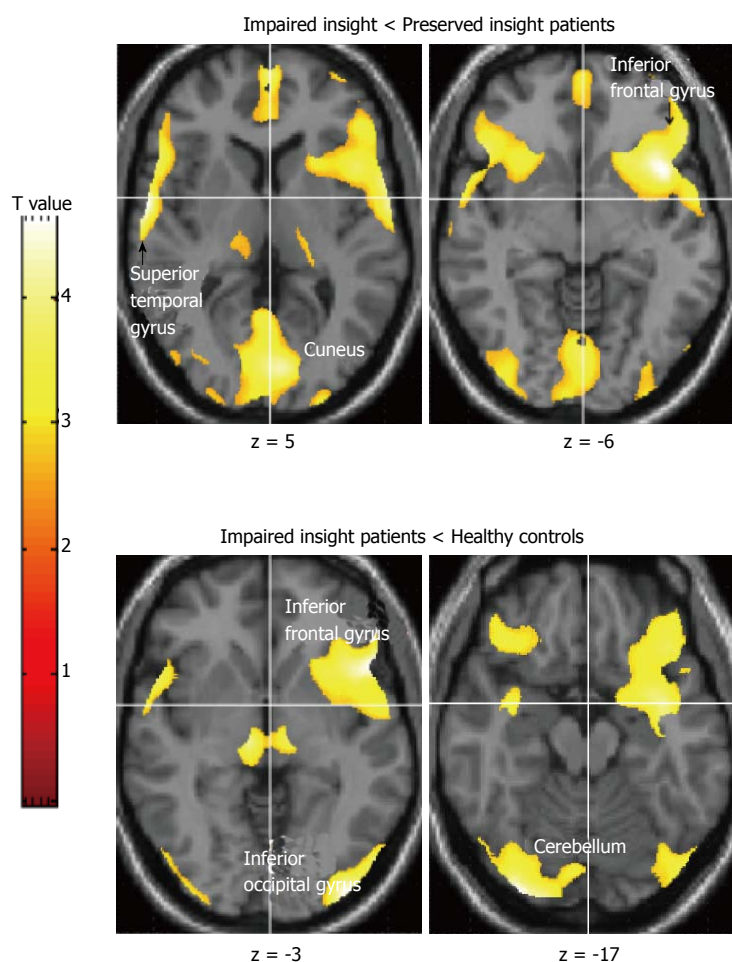 Impaired insight < Preserved insight patients
Inferior
frontal gyrus
T value
4
3
2
1
Superior
temporal
gyrus
Cuneus
z = 5
z = -6
Impaired insight patients < Healthy controls
Inferior
frontal gyrus
Inferior
occipital gyrus
Cerebellum
z = -3
z = -17